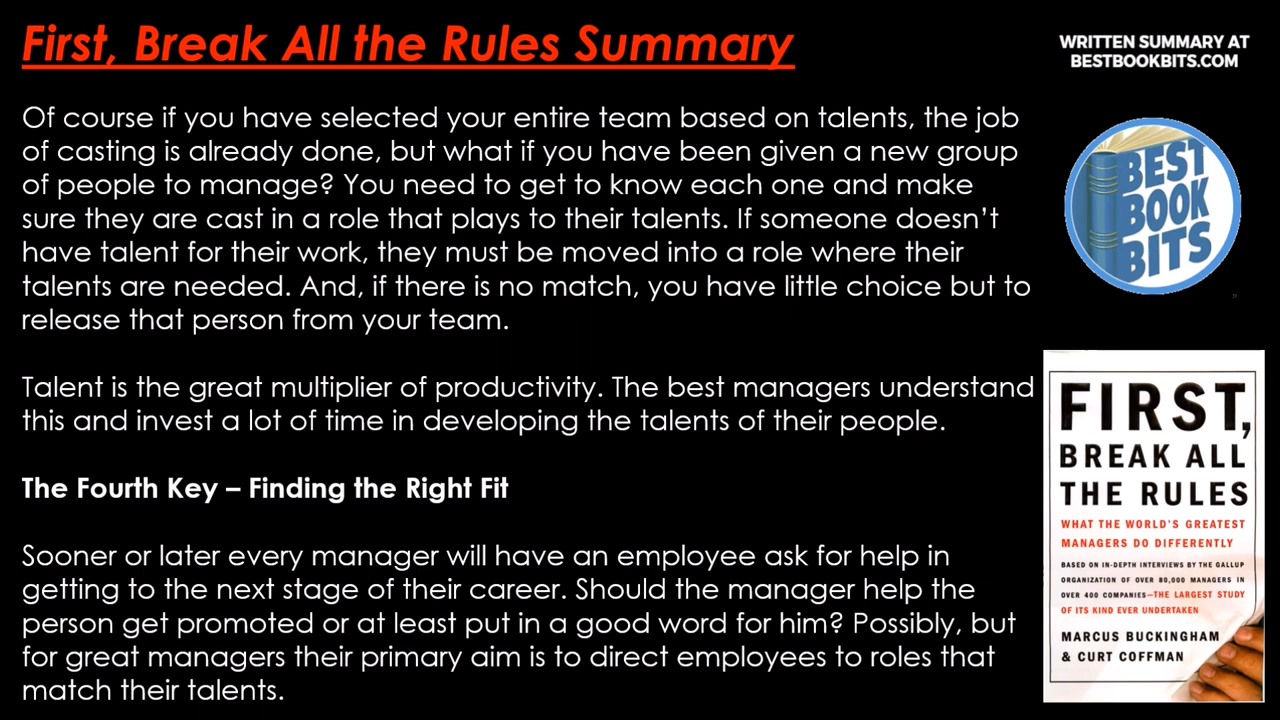 First, Break All the Rules Summary
WRITTEN SUMMARY AT
BESTBOOKBITS.COM
Of course if you have selected your entire team based on talents, the job
of casting is already done, but what if you have been given a new group
of people to manage? You need to get to know each one and make
sure they are cast in a role that plays to their talents. If someone doesn’t
have talent for their work, they must be moved into a role where their
talents are needed. And, if there is no match, you have little choice but to
release that person from your team.
Talent is the great multiplier of productivity. The best managers understand
this and invest a lot of time in developing the talents of their people.
The Fourth Key – Finding the Right Fit
Sooner or later every manager will have an employee ask for help in
getting to the next stage of their career. Should the manager help the
person get promoted or at least put in a good word for him? Possibly, but
for great managers their primary aim is to direct employees to roles that
match their talents.
BEST
BOOK
BITS
FIRST,
BREAK ALL
THE RULES
WHAT THE WORLD'S GREATEST
MANAGERS DO DIFFERENTLY
BASED ON IN-DEPTH INTERVIEWS BY THE GALLUP
ORGANIZATION OF OVER 80,000 MANAGERS IN
OVER 400 COMPANIES—THE LARGEST STUDY
OF ITS KIND EVER UNDERTAKEN
MARCUS BUCKINGHAM
& CURT COFFMAN